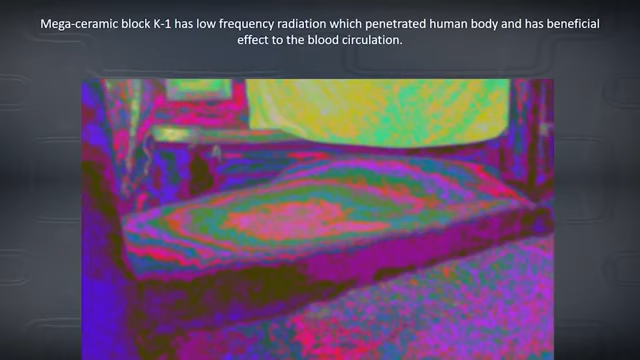 Mega-ceramic block K-1 has low frequency radiation which penetrated human body and has beneficial
effect to the blood circulation.